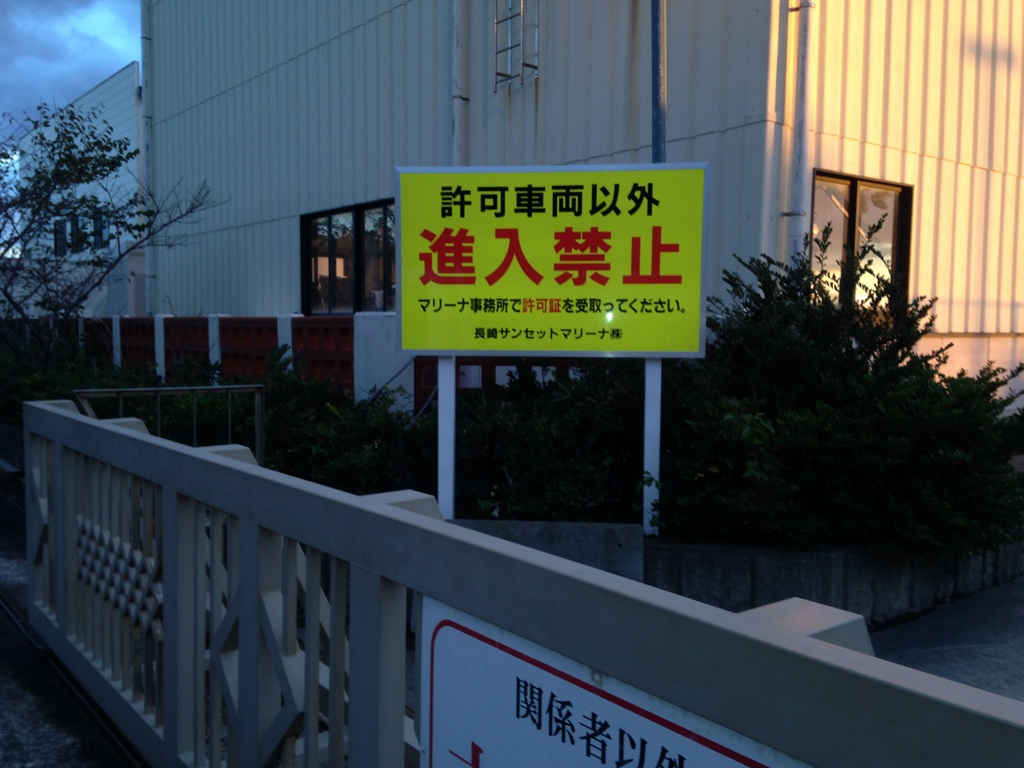 許可車両以外
進入禁止
マリーナ事務所で許可証を受取ってください。
長崎サンセットマリーナ㈱
関係者以外